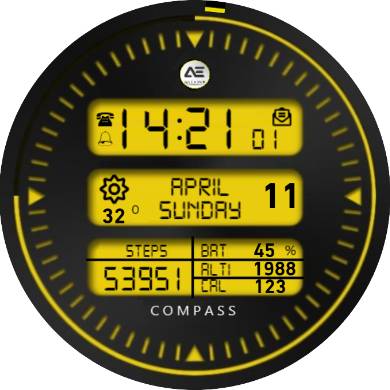 AE
14:21 01
APRIL 11
32° SUNDAY
STEPS BAT 45 %
53951 ALTI 1988
CAL 123
COMPASS